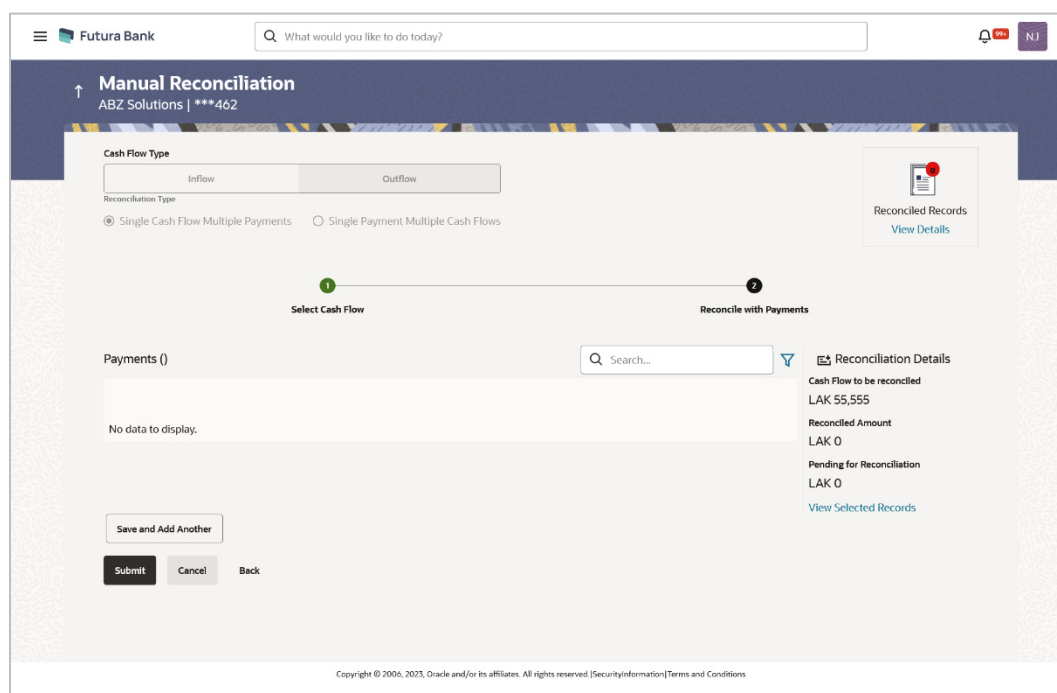 Futura Bank
What would you like to do today?
99+
NJ
Manual Reconciliation
ABZ Solutions | ***462
Cash Flow Type
Inflow
Outflow
Reconciliation Type
Single Cash Flow Multiple Payments
Single Payment Multiple Cash Flows
0
Reconciled Records
View Details
1
Select Cash Flow
2
Reconcile with Payments
Payments ()
Search...
No data to display.
Reconciliation Details
Cash Flow to be reconciled
LAK 55,555
Reconciled Amount
LAK 0
Pending for Reconciliation
LAK 0
View Selected Records
Save and Add Another
Submit
Cancel
Back
Copyright © 2006, 2023, Oracle and/or its affiliates. All rights reserved.|SecurityInformation|Terms and Conditions